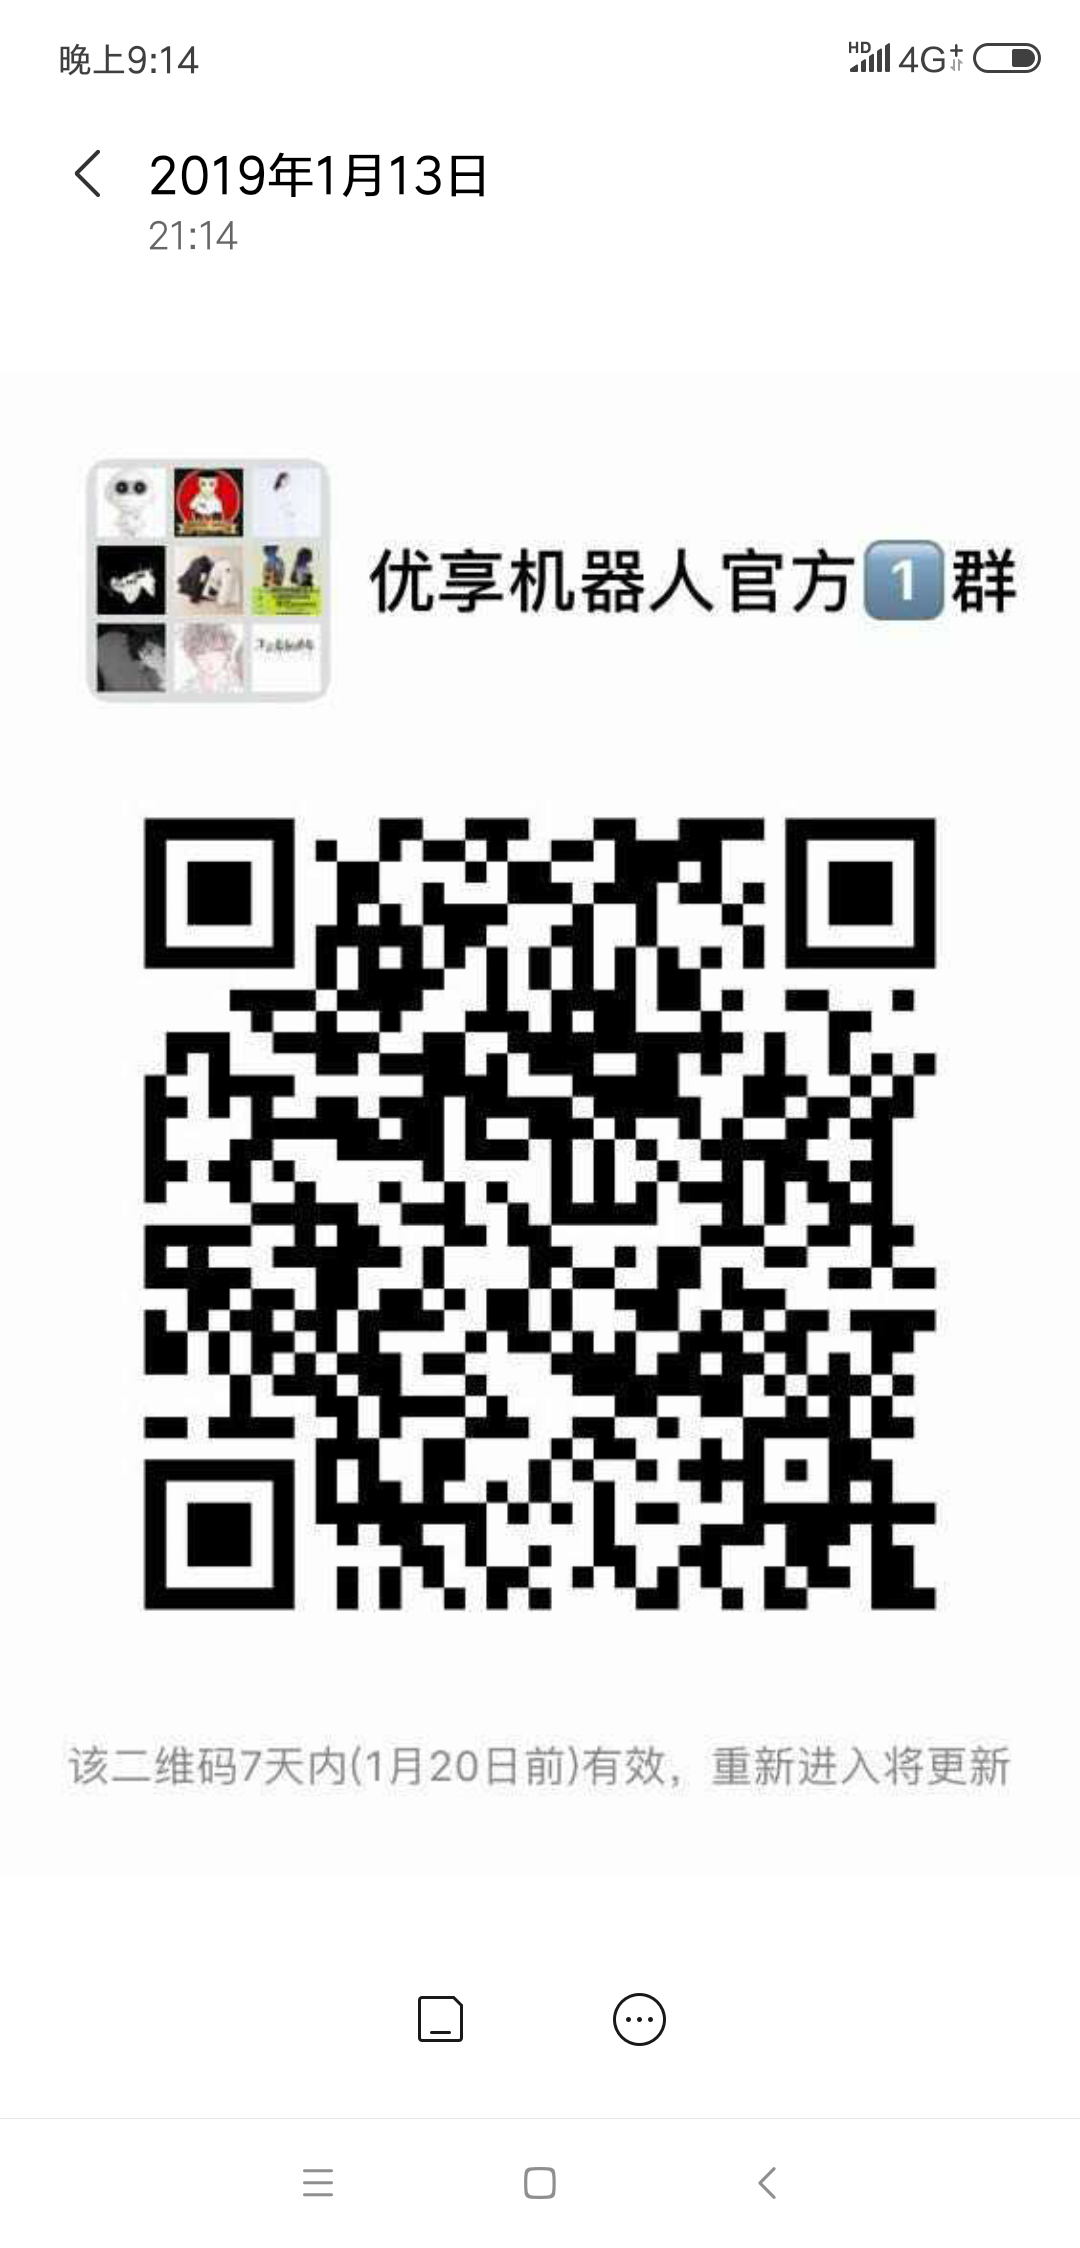 晚上9:14
HD 4G+
2019年1月13日
21:14
优享机器人官方1️⃣群
该二维码7天内(1月20日前)有效，重新进入将更新